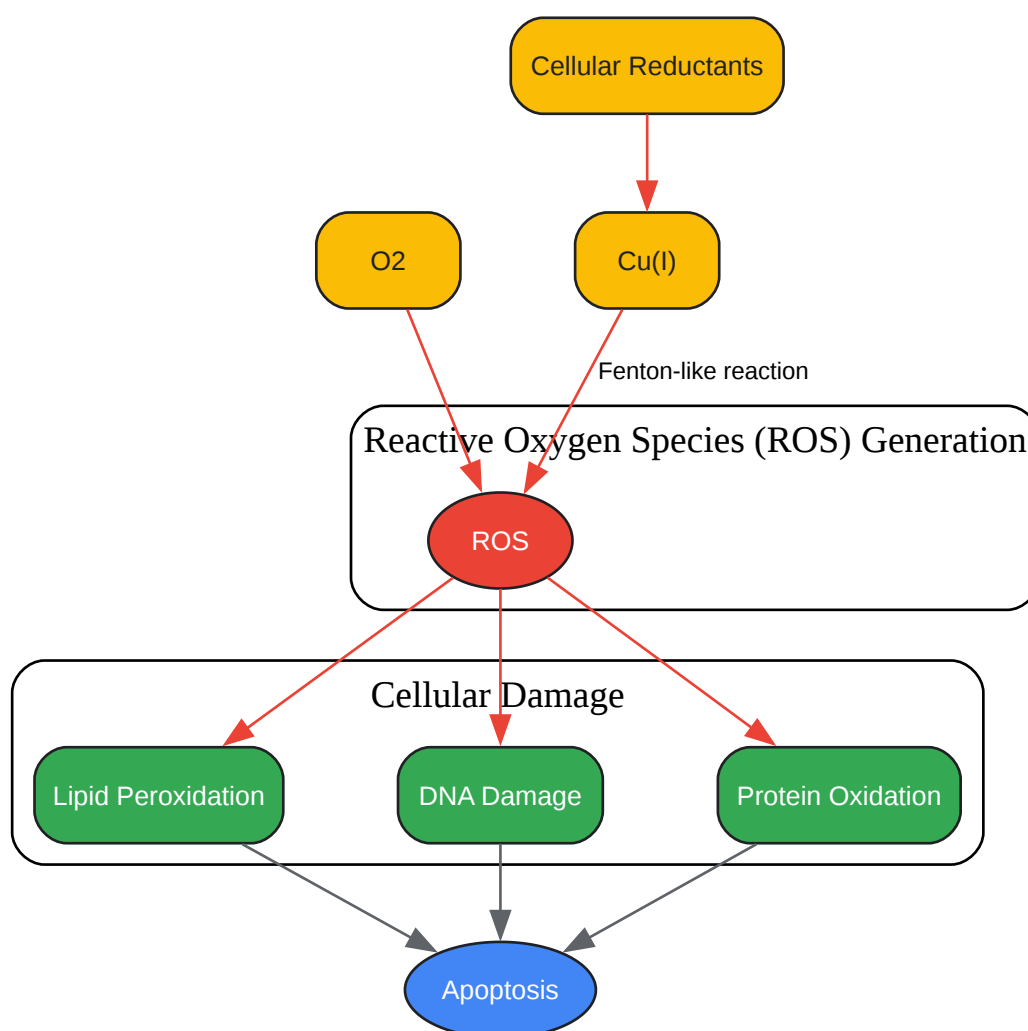 Cellular Reductants
O2
Cu(I)
Fenton-like reaction
Reactive Oxygen Species (ROS) Generation
ROS
Cellular Damage
Lipid Peroxidation
DNA Damage
Protein Oxidation
Apoptosis